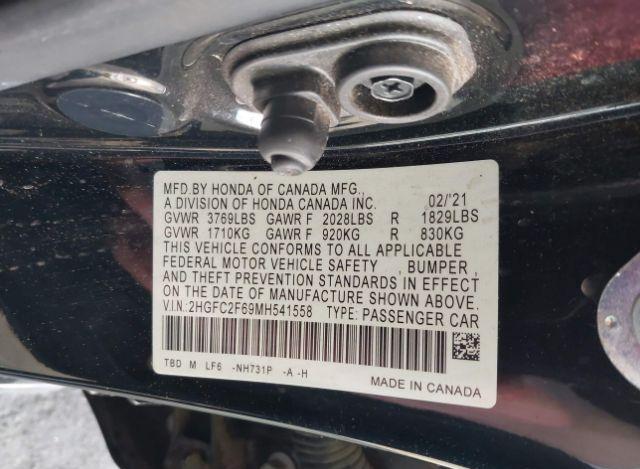 MFD.BY HONDA OF CANADA MFG.,
A DIVISION OF HONDA CANADA INC. 02/'21
GVWR 3769LBS GAWR F 2028LBS R 1829LBS
GVWR 1710KG GAWR F 920KG R 830KG
THIS VEHICLE CONFORMS TO ALL APPLICABLE
FEDERAL MOTOR VEHICLE SAFETY , BUMPER,
AND THEFT PREVENTION STANDARDS IN EFFECT
ON THE DATE OF MANUFACTURE SHOWN ABOVE.
V.I.N.:2HGFC2F69MH541558 TYPE: PASSENGER CAR
TBD M LF6 -NH731P -A -H
MADE IN CANADA